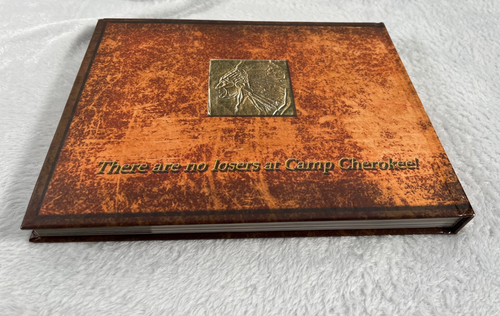 There are no losers at Camp Cherokee!